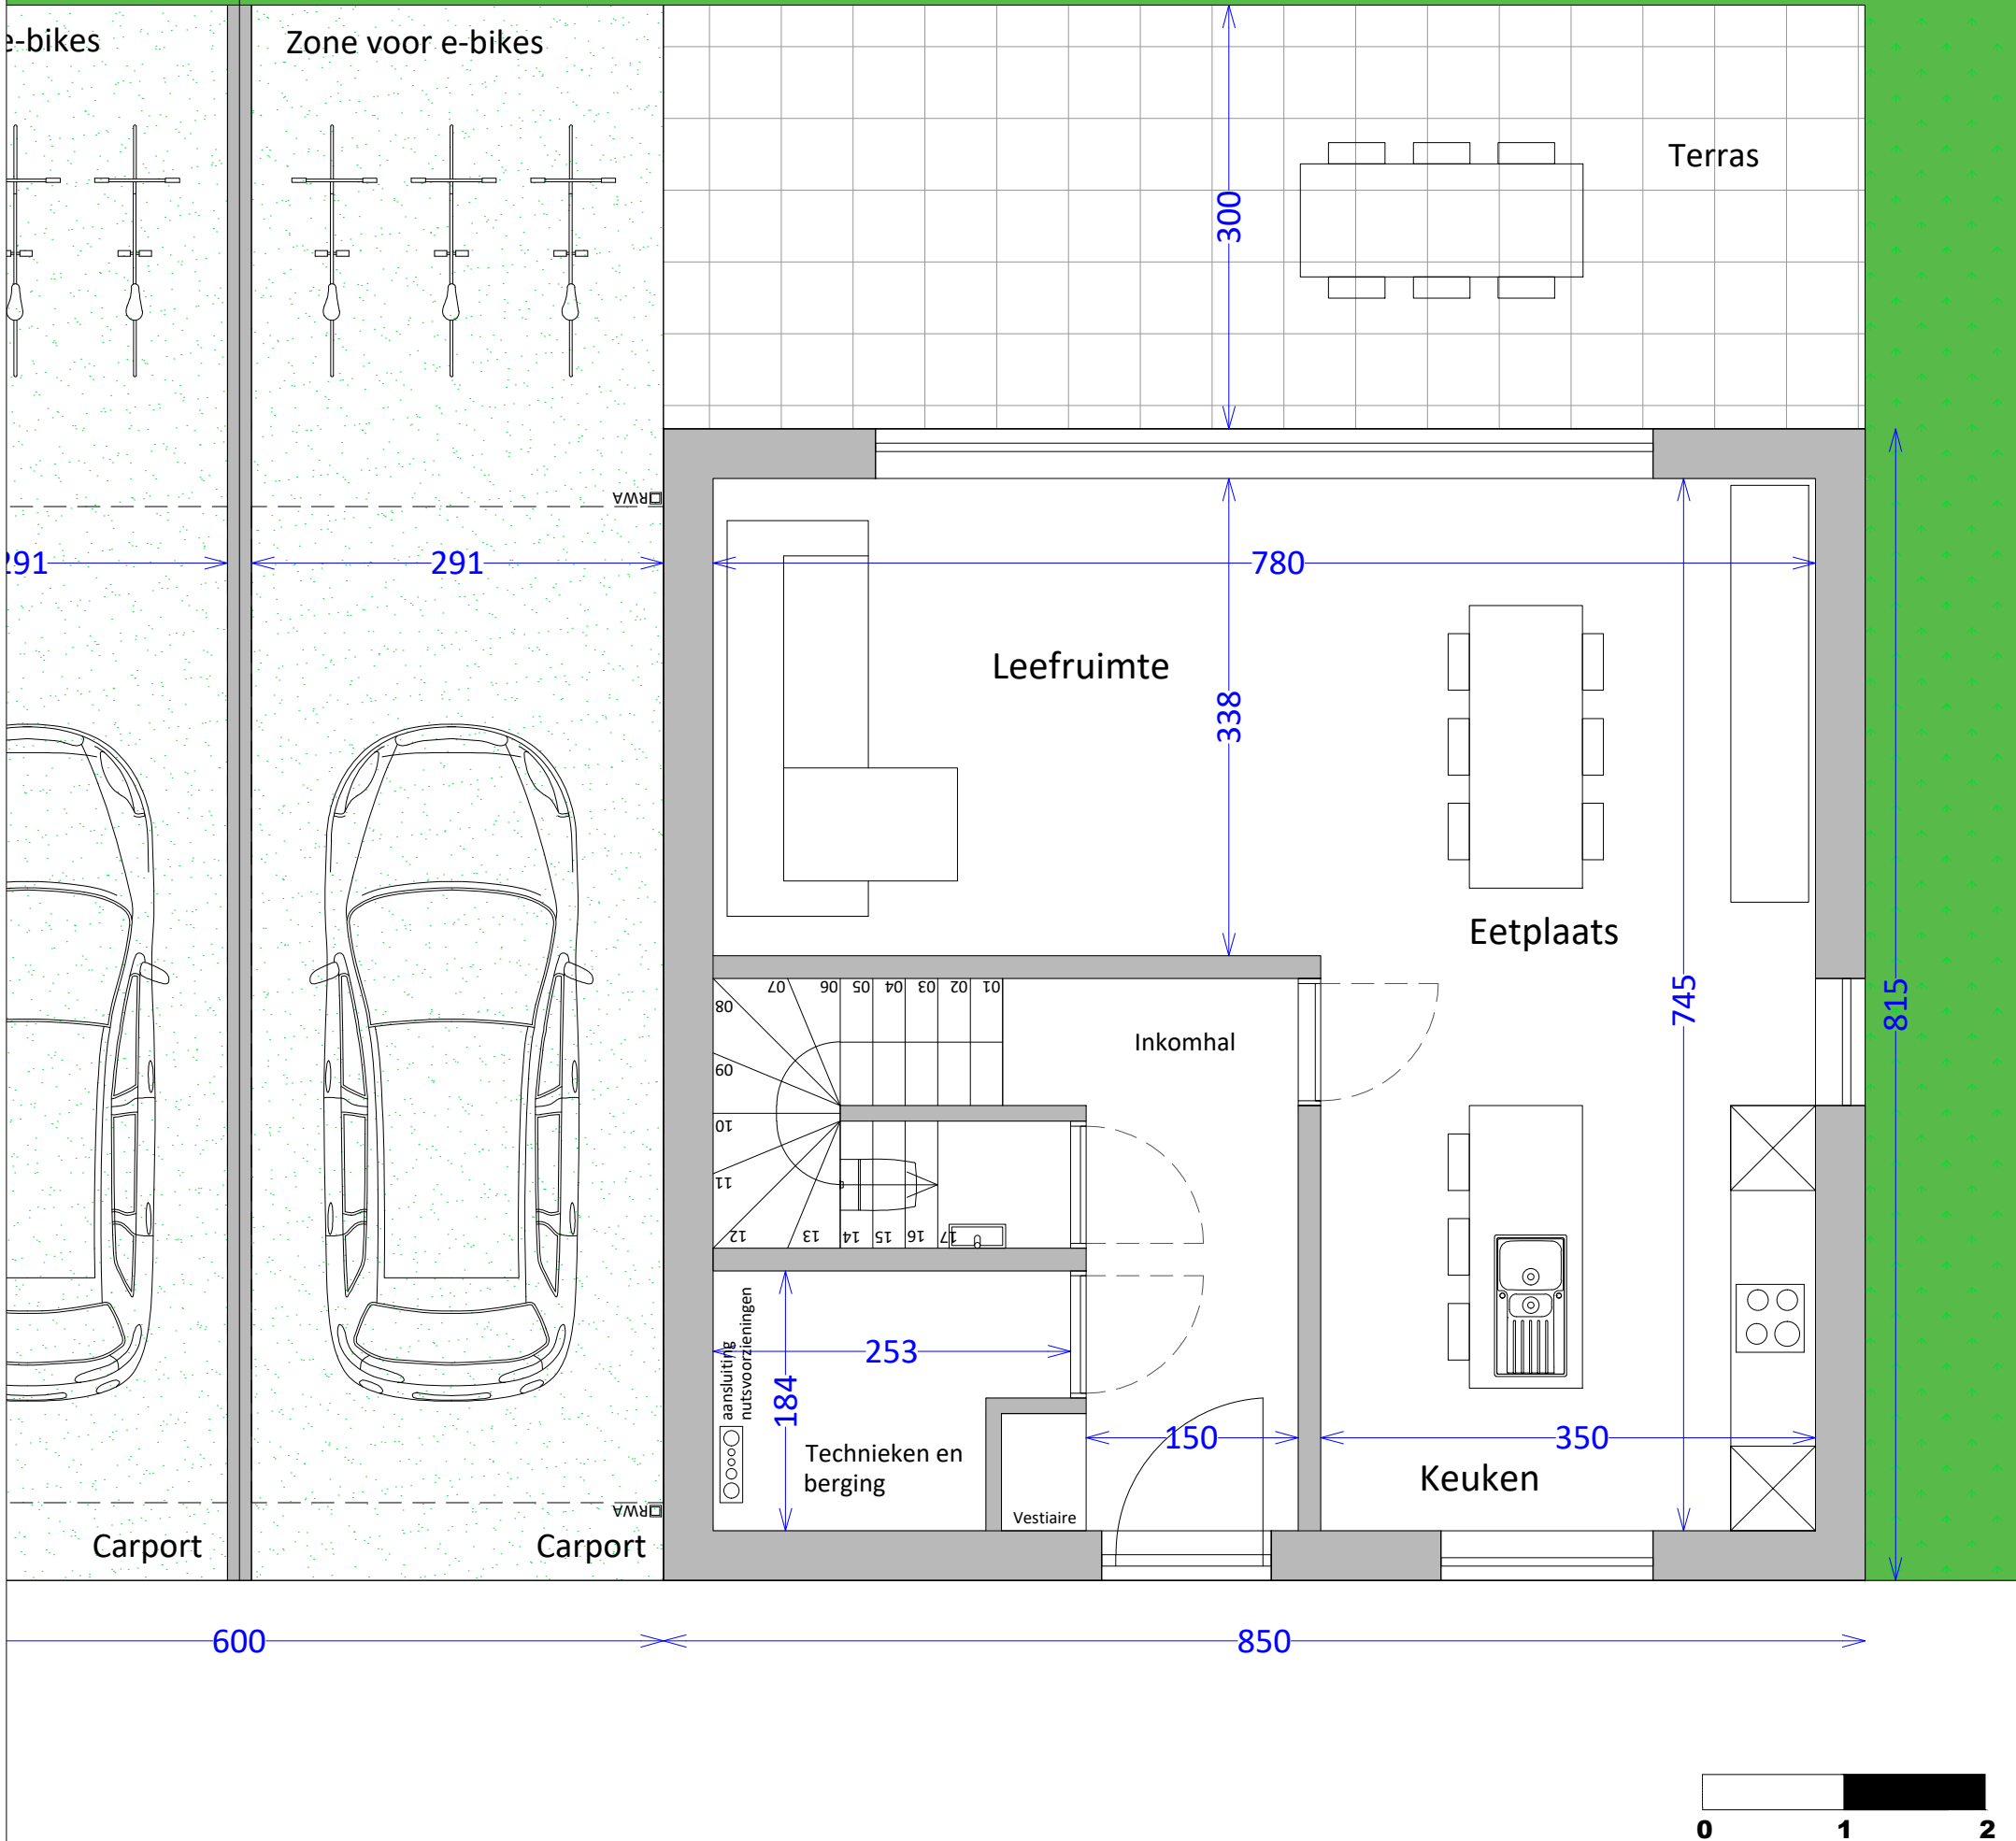 e-bikes
Zone voor e-bikes
Terras
300
RWA
291
291
780
Leefruimte
338
Eetplaats
745
815
01
02
03
04
05
06
07
08
09
10
11
12
13
14
15
16
17
Inkomhal
aansluiting
nutsvoorzieningen
253
184
150
350
Technieken en
berging
Keuken
Vestiaire
RWA
Carport
Carport
600
850
0 1 2